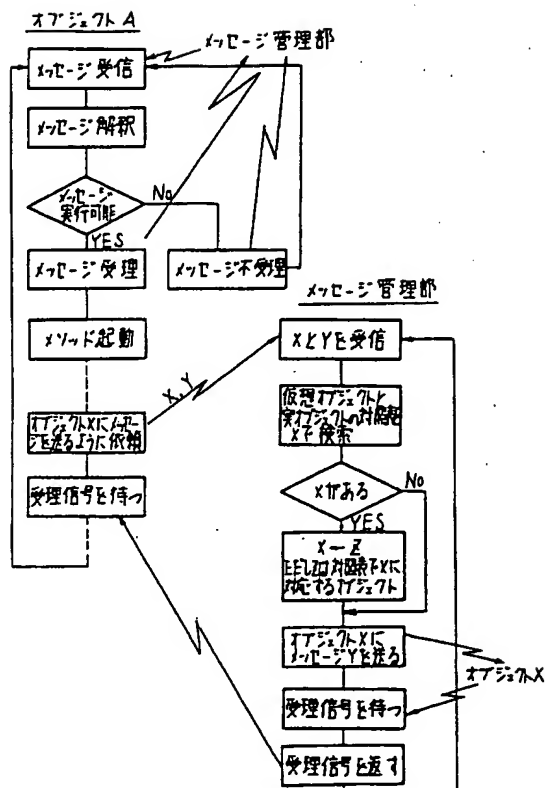 オブジェクトA
メッセージ管理部
メッセージ受信
メッセージ解釈
メッセージ
実行可能
No
YES
メッセージ受理
メッセージ不受理
メソッド起動
オブジェクトXにメッセー
ジを送るように依頼
受理信号を待つ
X,Y
メッセージ管理部
XとYを受信
仮想オブジェクトと
実オブジェクトの対照表
Xで検索
Xがある
No
YES
X←Z
但しZは対照表でXに
対応するオブジェクト
オブジェクトXに
メッセージYを送る
オブジェクトX
受理信号を待つ
受理信号を返す